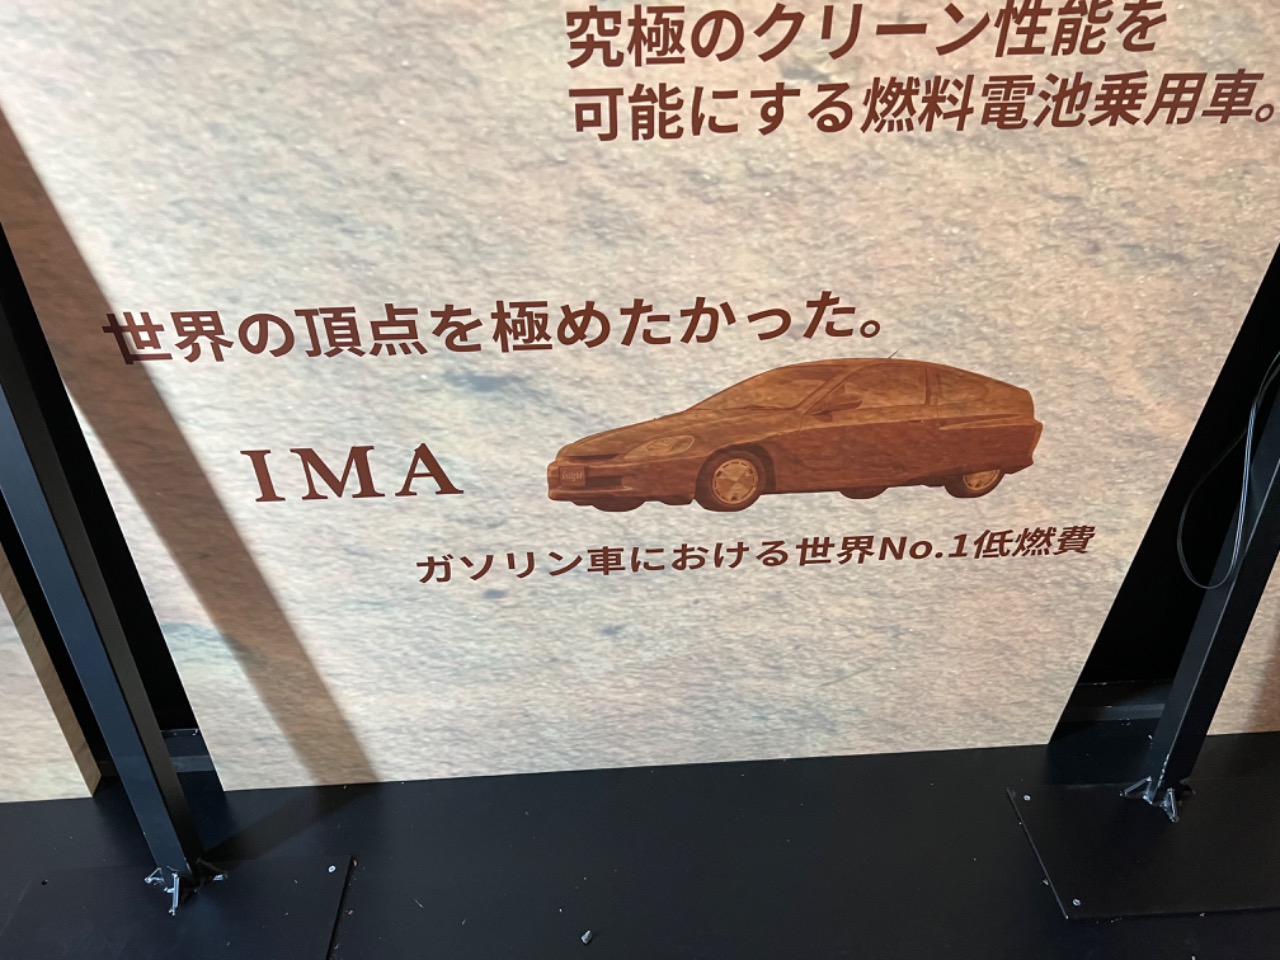 究極のクリーン性能を
可能にする燃料電池乗用車。
世界の頂点を極めたかった。
IMA
ガソリン車における世界No.1低燃費